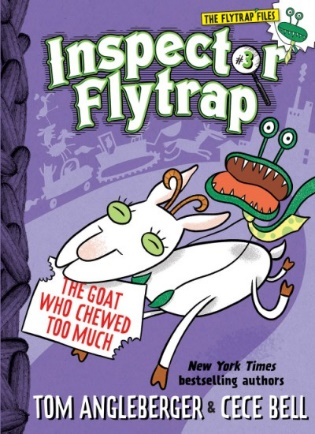 THE FLYTRAP FILES
Inspector
#3
Flytrap
THE GOAT
WHO CHEWED
TOO MUCH
New York Times
bestselling authors
TOM ANGLEBERGER & CECE BELL